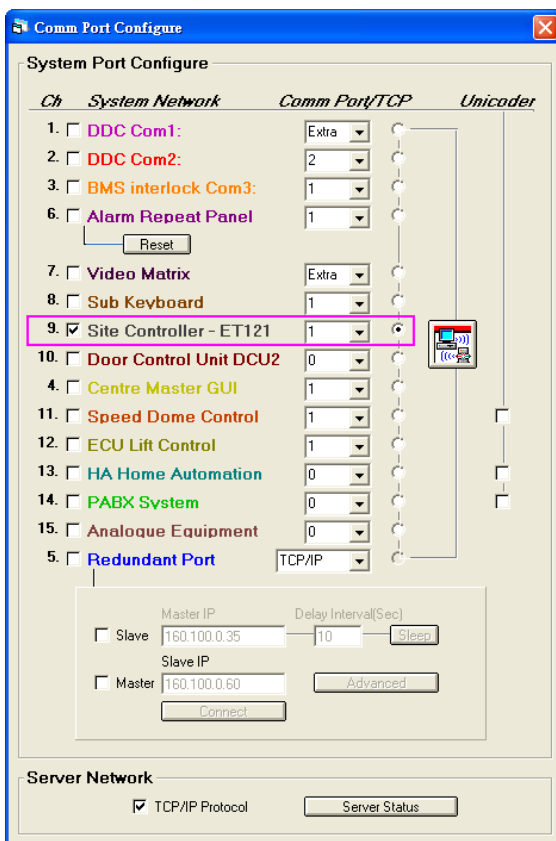 Comm Port Configure
System Port Configure
Ch System Network Comm Port/TCP Unicoder
1. DDC Com1: Extra
2. DDC Com2: 2
3. BMS interlock Com3: 1
6. Alarm Repeat Panel 1
Reset
7. Video Matrix Extra
8. Sub Keyboard 1
9. Site Controller - ET121 1
10. Door Control Unit DCU2 0
4. Centre Master GUI 1
11. Speed Dome Control 1
12. ECU Lift Control 1
13. HA Home Automation 0
14. PABX System 0
15. Analogue Equipment 0
5. Redundant Port TCP/IP
Master IP Delay Interval(Sec)
Slave 160.100.0.35 10 Sleep
Slave IP
Master 160.100.0.60 Advanced
Connect
Server Network
TCP/IP Protocol Server Status